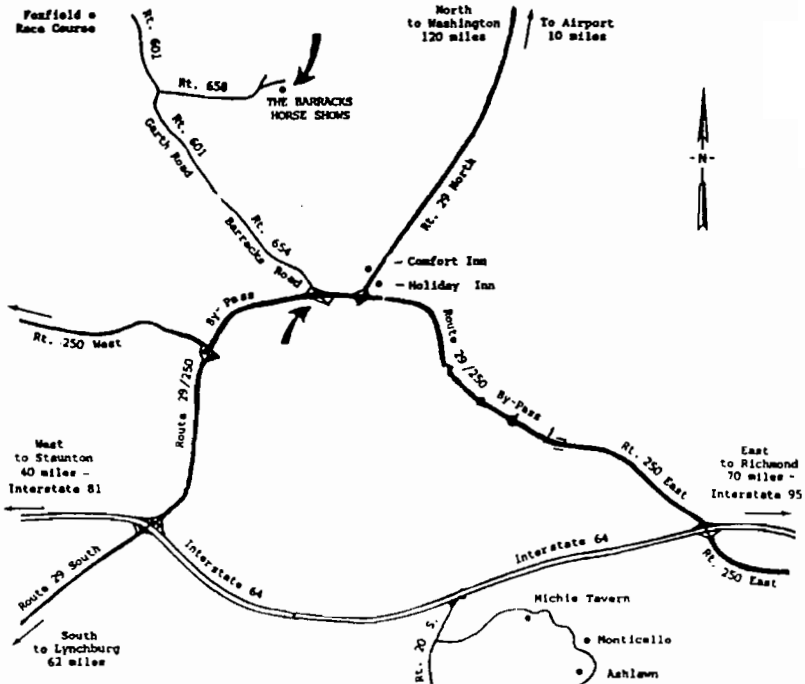 Foxfield
Race Course
Rt. 601
Rt. 658
THE BARRACKS
HORSE SHOWS
Rt. 601
Garth Road
Rt. 654
Barracks Road
North
to Washington
120 miles
To Airport
10 miles
Rt. 29 North
-N-
- Comfort Inn
- Holiday Inn
By-Pass
Rt. 250 West
Route 29/250
Route 29/250
By-Pass
Rt. 250 East
West
to Staunton
40 miles -
Interstate 81
East
to Richmond
70 miles -
Interstate 95
Interstate 64
Interstate 64
Rt. 250 East
Route 29 South
South
to Lynchburg
62 miles
Rt. 20 S.
Michie Tavern
Monticello
Ashlawn